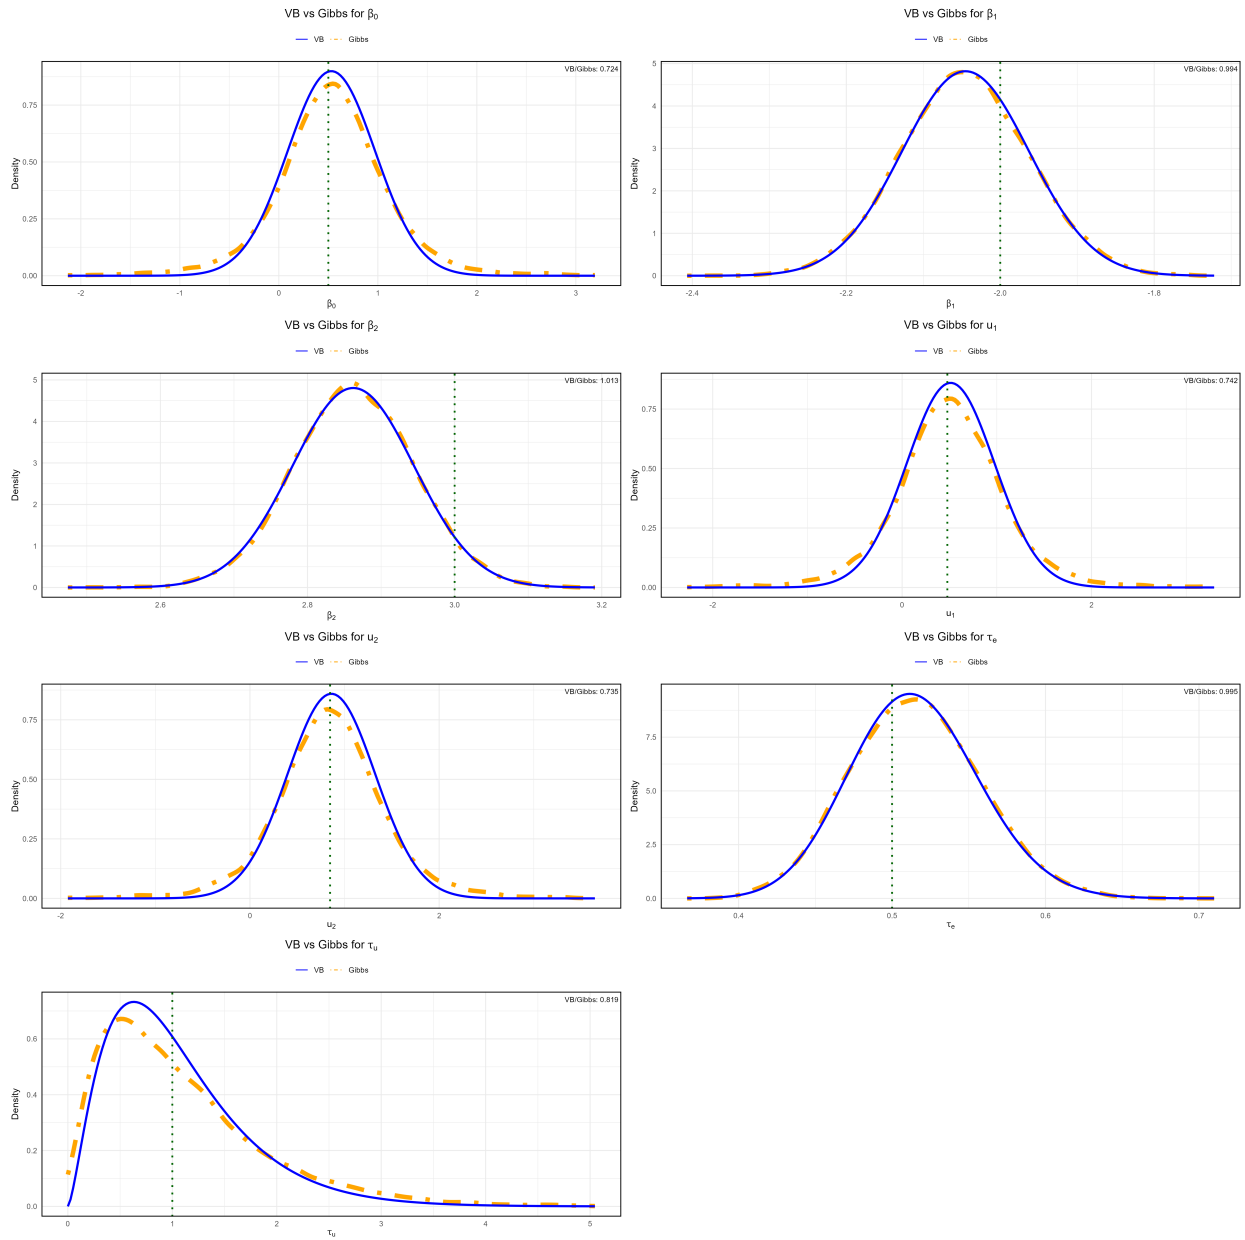 VB vs Gibbs for β₀
VB Gibbs
VB/Gibbs: 0.724
Density
0.75
0.50
0.25
0.00
-2 -1 0 1 2 3
β₀
VB vs Gibbs for β₁
VB Gibbs
VB/Gibbs: 0.994
Density
5
4
3
2
1
0
-2.4 -2.2 -2.0 -1.8
β₁
VB vs Gibbs for β₂
VB Gibbs
VB/Gibbs: 1.013
Density
5
4
3
2
1
0
2.6 2.8 3.0 3.2
β₂
VB vs Gibbs for u₁
VB Gibbs
VB/Gibbs: 0.742
Density
0.75
0.50
0.25
0.00
-2 0 2
u₁
VB vs Gibbs for u₂
VB Gibbs
VB/Gibbs: 0.735
Density
0.75
0.50
0.25
0.00
-2 0 2
u₂
VB vs Gibbs for τₑ
VB Gibbs
VB/Gibbs: 0.995
Density
7.5
5.0
2.5
0.0
0.4 0.5 0.6 0.7
τₑ
VB vs Gibbs for τᵤ
VB Gibbs
VB/Gibbs: 0.819
Density
0.6
0.4
0.2
0.0
0 1 2 3 4 5
τᵤ